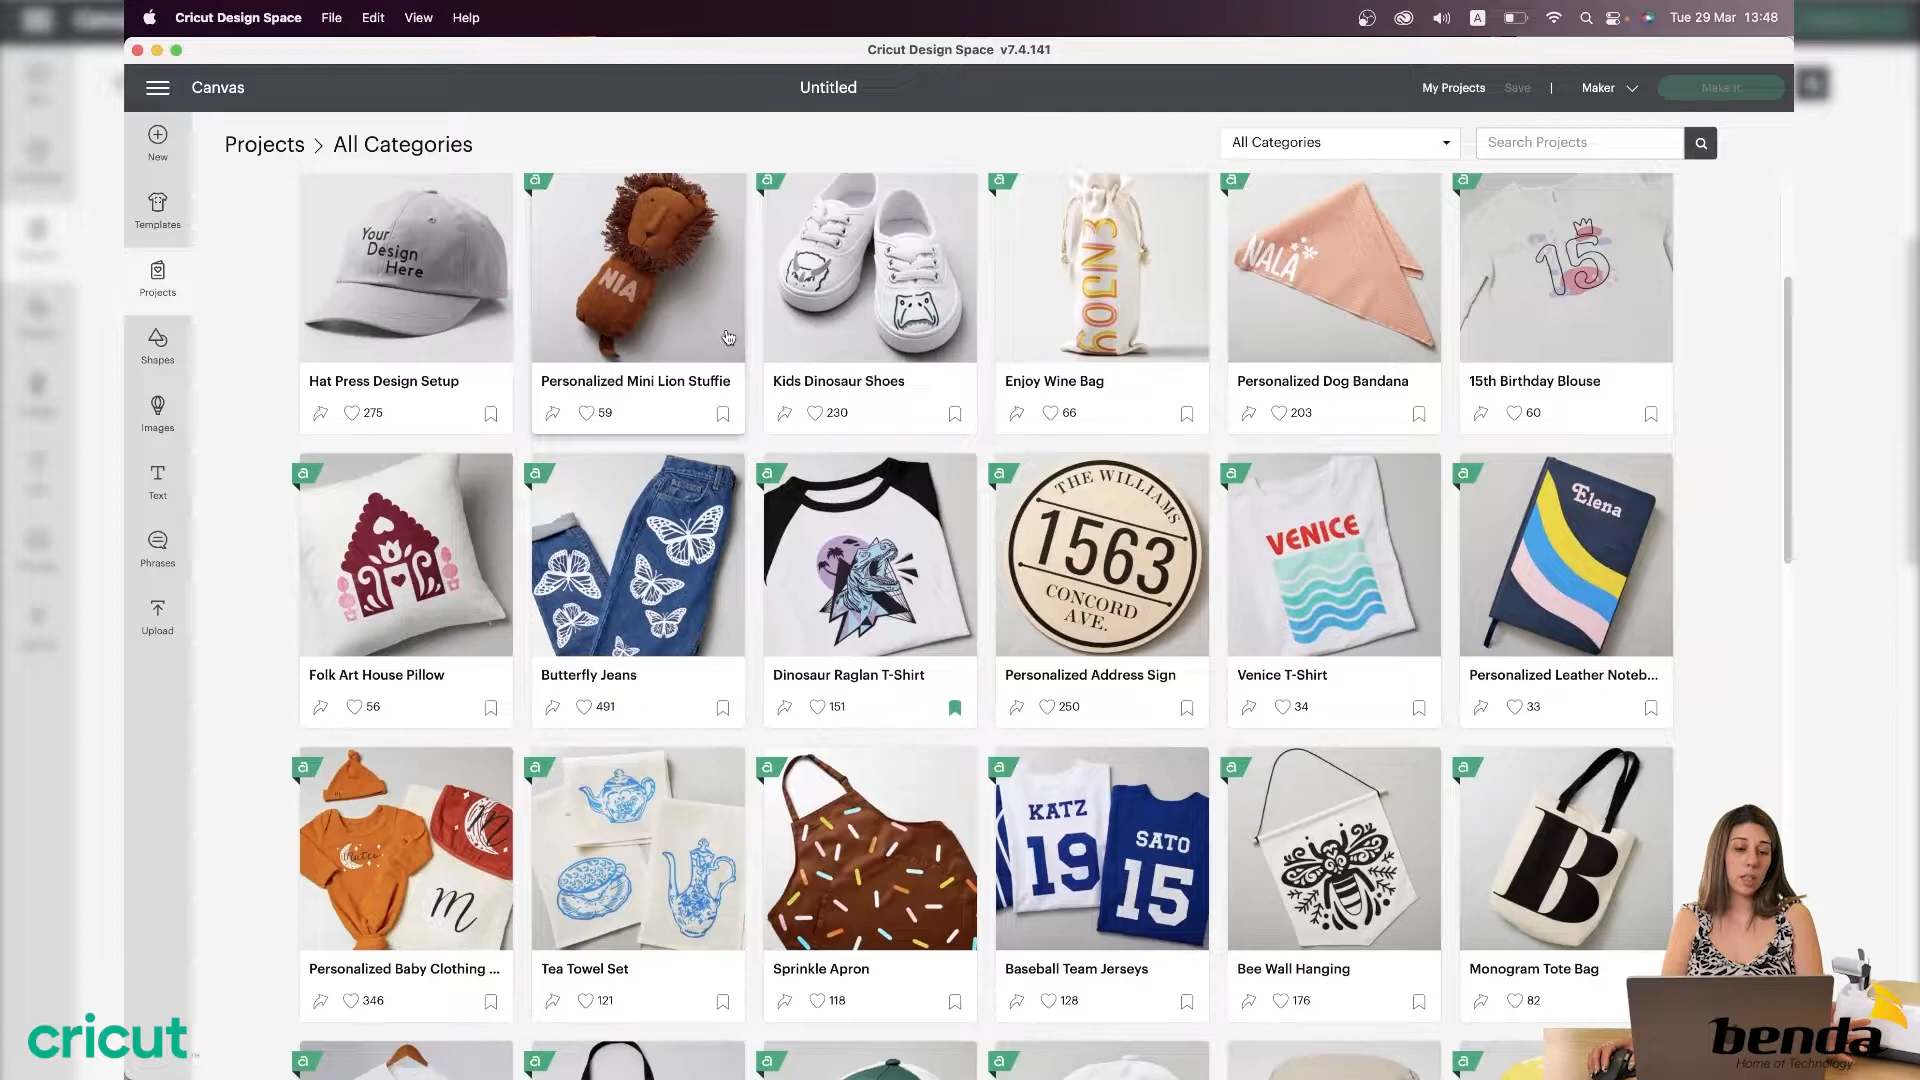 Cricut Design Space File Edit View Help
A Tue 29 Mar 13:48
Cricut Design Space v7.4.141
Canvas
Untitled
My Projects Save | Maker Make It
New
Templates
Projects
Shapes
Images
Text
Phrases
Upload
Projects > All Categories
All Categories
Search Projects
Your
Design
Here
NIA
ENJOY
NALA
15
Hat Press Design Setup
275
Personalized Mini Lion Stuffie
59
Kids Dinosaur Shoes
230
Enjoy Wine Bag
66
Personalized Dog Bandana
203
15th Birthday Blouse
60
THE WILLIAMS
1563
CONCORD
AVE.
VENICE
Elena
Folk Art House Pillow
56
Butterfly Jeans
491
Dinosaur Raglan T-Shirt
151
Personalized Address Sign
250
Venice T-Shirt
34
Personalized Leather Noteb...
33
m
KATZ
19
SATO
15
B
Personalized Baby Clothing ...
346
Tea Towel Set
121
Sprinkle Apron
118
Baseball Team Jerseys
128
Bee Wall Hanging
176
Monogram Tote Bag
82
cricut
benda
Home of Technology